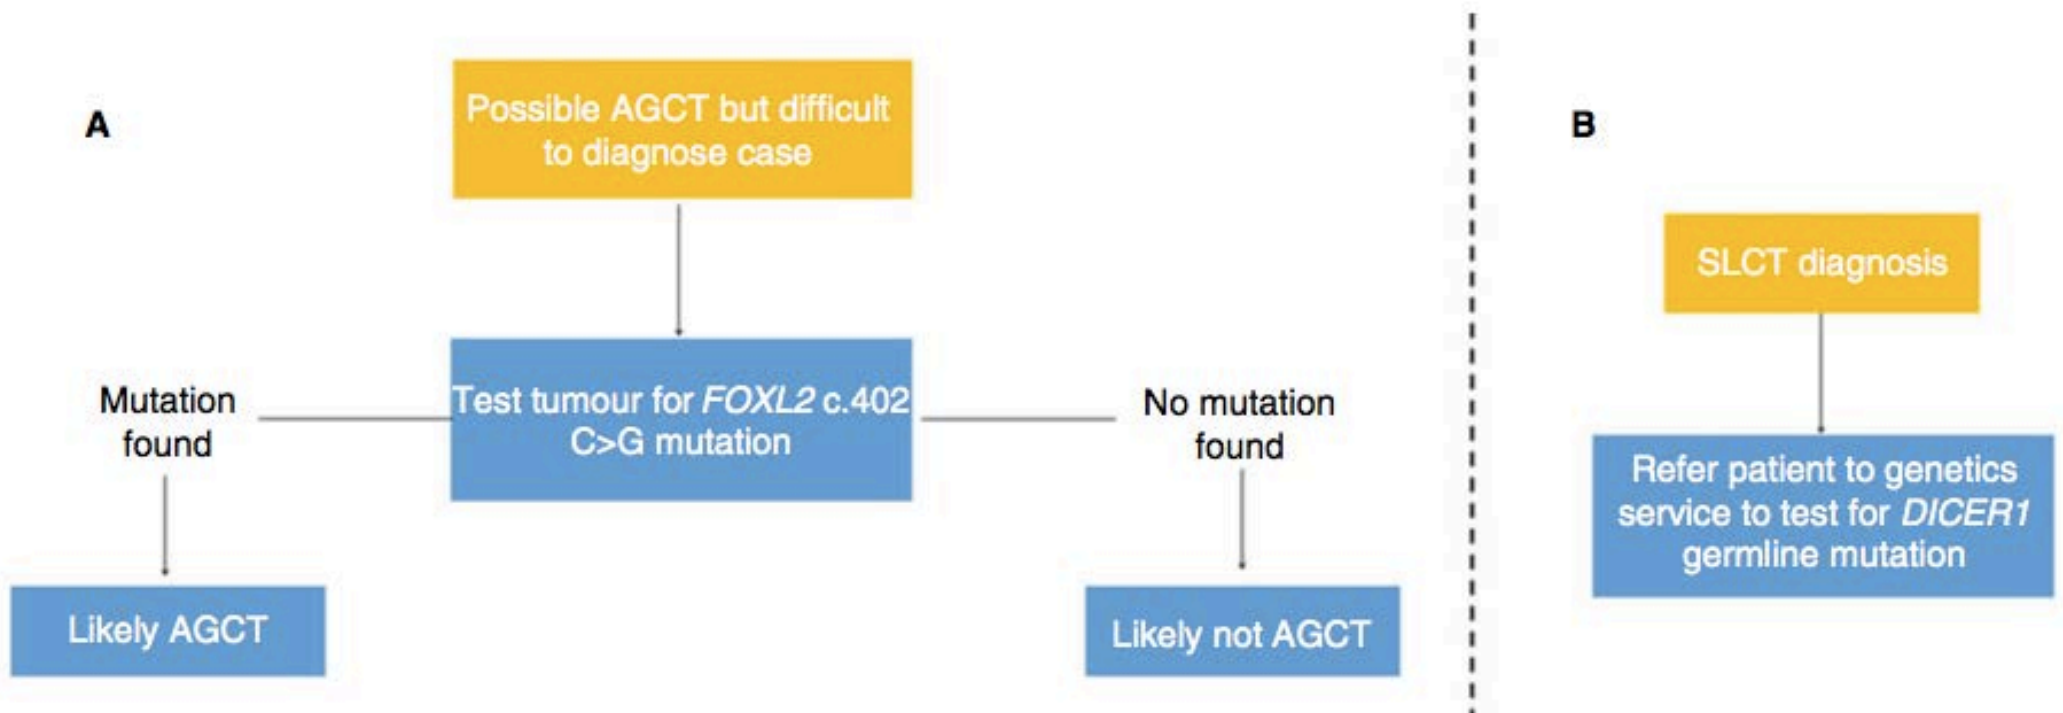 A
Possible AGCT but difficult
to diagnose case
Test tumour for FOXL2 c.402
C>G mutation
Mutation
found
No mutation
found
Likely AGCT
Likely not AGCT
B
SLCT diagnosis
Refer patient to genetics
service to test for DICER1
germline mutation